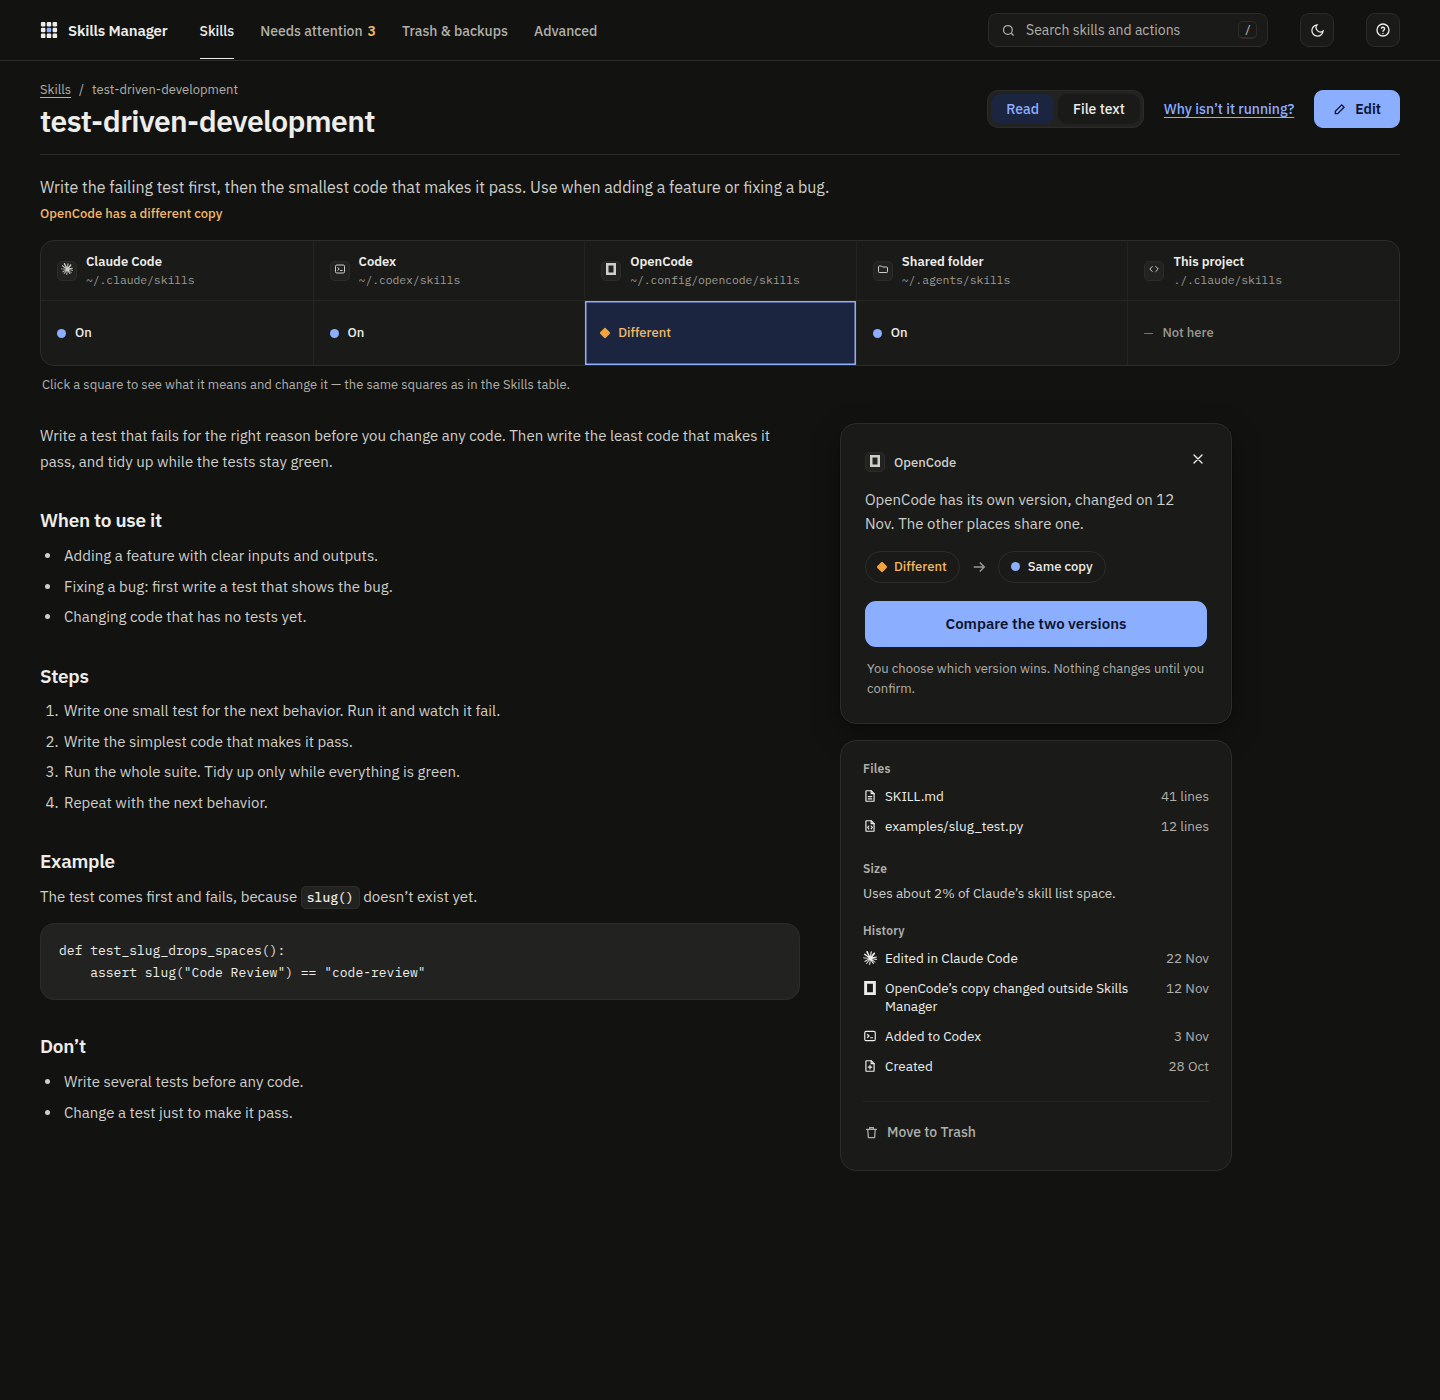 Skills Manager
Skills
Needs attention 3
Trash & backups
Advanced
Search skills and actions
/
Skills / test-driven-development
test-driven-development
Read
File text
Why isn’t it running?
Edit
Write the failing test first, then the smallest code that makes it pass. Use when adding a feature or fixing a bug.
OpenCode has a different copy
Claude Code
~/.claude/skills
Codex
~/.codex/skills
OpenCode
~/.config/opencode/skills
Shared folder
~/.agents/skills
This project
./.claude/skills
On
On
Different
On
— Not here
Click a square to see what it means and change it — the same squares as in the Skills table.
Write a test that fails for the right reason before you change any code. Then write the least code that makes it
pass, and tidy up while the tests stay green.
When to use it
• Adding a feature with clear inputs and outputs.
• Fixing a bug: first write a test that shows the bug.
• Changing code that has no tests yet.
Steps
1. Write one small test for the next behavior. Run it and watch it fail.
2. Write the simplest code that makes it pass.
3. Run the whole suite. Tidy up only while everything is green.
4. Repeat with the next behavior.
Example
The test comes first and fails, because slug() doesn’t exist yet.
def test_slug_drops_spaces():
    assert slug("Code Review") == "code-review"
Don’t
• Write several tests before any code.
• Change a test just to make it pass.
OpenCode
OpenCode has its own version, changed on 12
Nov. The other places share one.
Different → Same copy
Compare the two versions
You choose which version wins. Nothing changes until you
confirm.
Files
SKILL.md 41 lines
examples/slug_test.py 12 lines
Size
Uses about 2% of Claude’s skill list space.
History
Edited in Claude Code 22 Nov
OpenCode’s copy changed outside Skills 12 Nov
Manager
Added to Codex 3 Nov
Created 28 Oct
Move to Trash